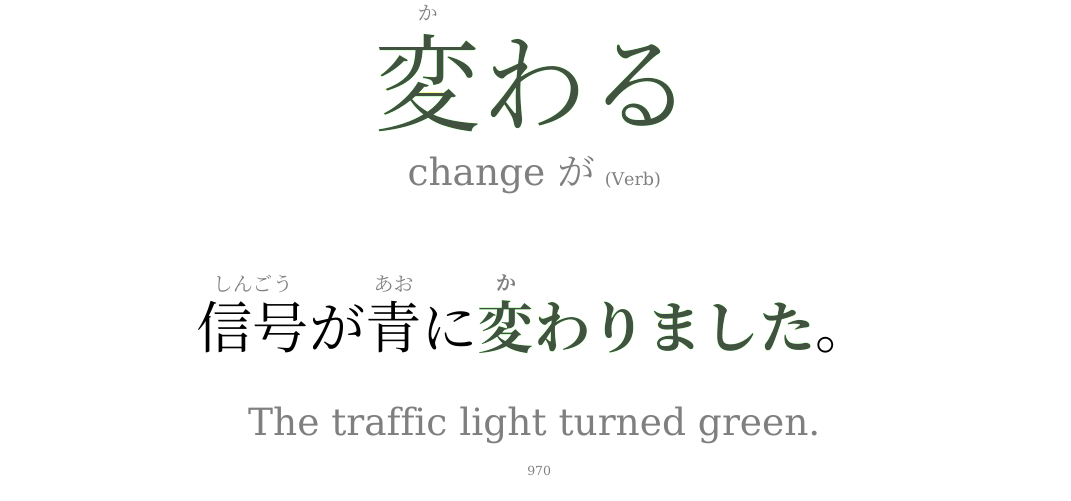 か
変わる
change が (Verb)
しんごう あお か
信号が青に変わりました。
The traffic light turned green.
970